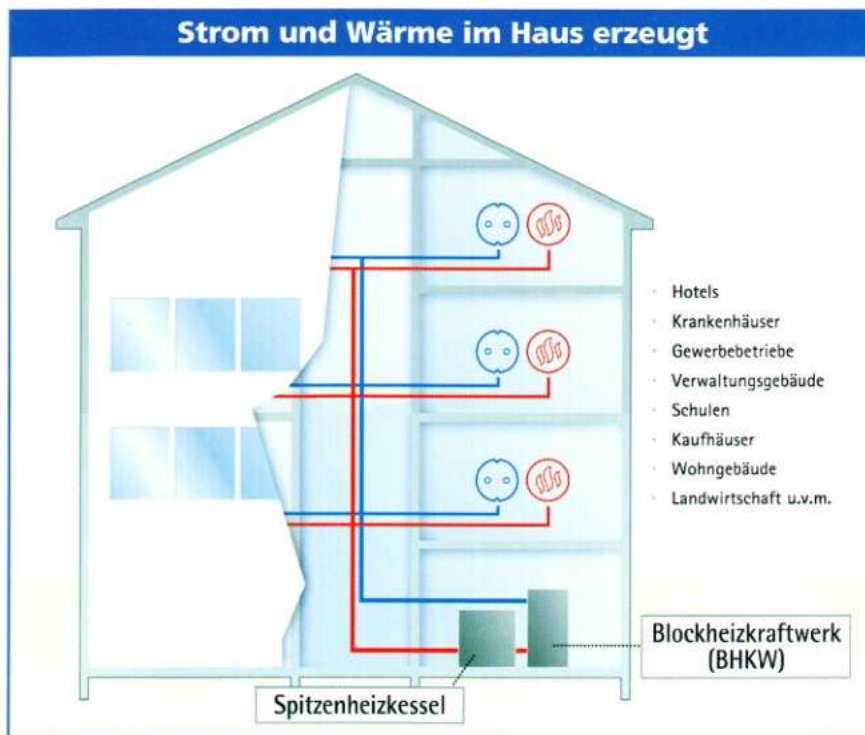 Strom und Wärme im Haus erzeugt
· Hotels
· Krankenhäuser
· Gewerbebetriebe
· Verwaltungsgebäude
· Schulen
· Kaufhäuser
· Wohngebäude
· Landwirtschaft u.v.m.
Blockheizkraftwerk
(BHKW)
Spitzenheizkessel